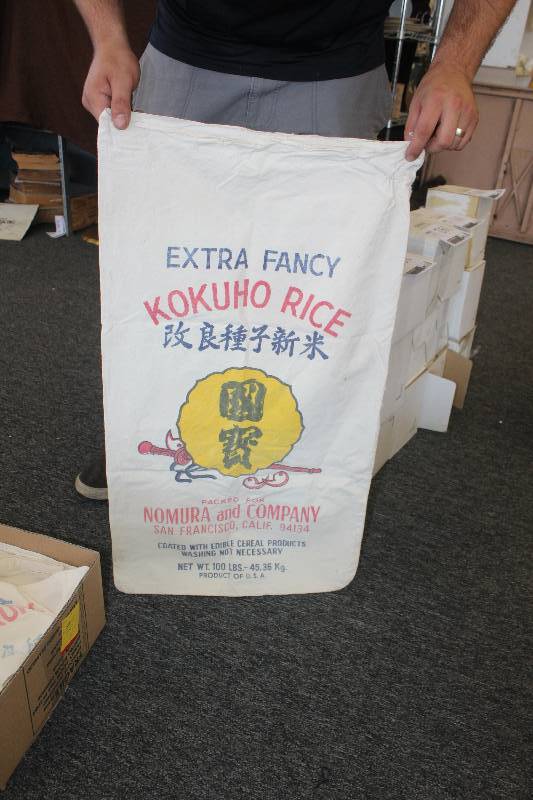 EXTRA FANCY
KOKUHO RICE
改良種子新米
國
寳
PACKED FOR
NOMURA and COMPANY
SAN FRANCISCO, CALIF. 94134
COATED WITH EDIBLE CEREAL PRODUCTS
WASHING NOT NECESSARY
NET WT. 100 LBS.-45.36 Kg.
PRODUCT OF U.S.A.